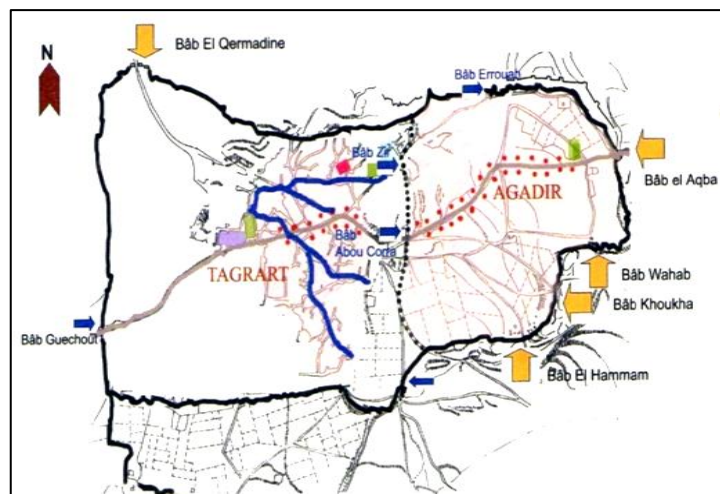 Bâb El Qermadine
N
Bâb Errouah
Bâb Zir
Bâb el Aqba
AGADIR
Bâb
Abou Corra
TAGRART
Bâb Wahab
Bâb Khoukha
Bâb Guechout
Bâb El Hammam